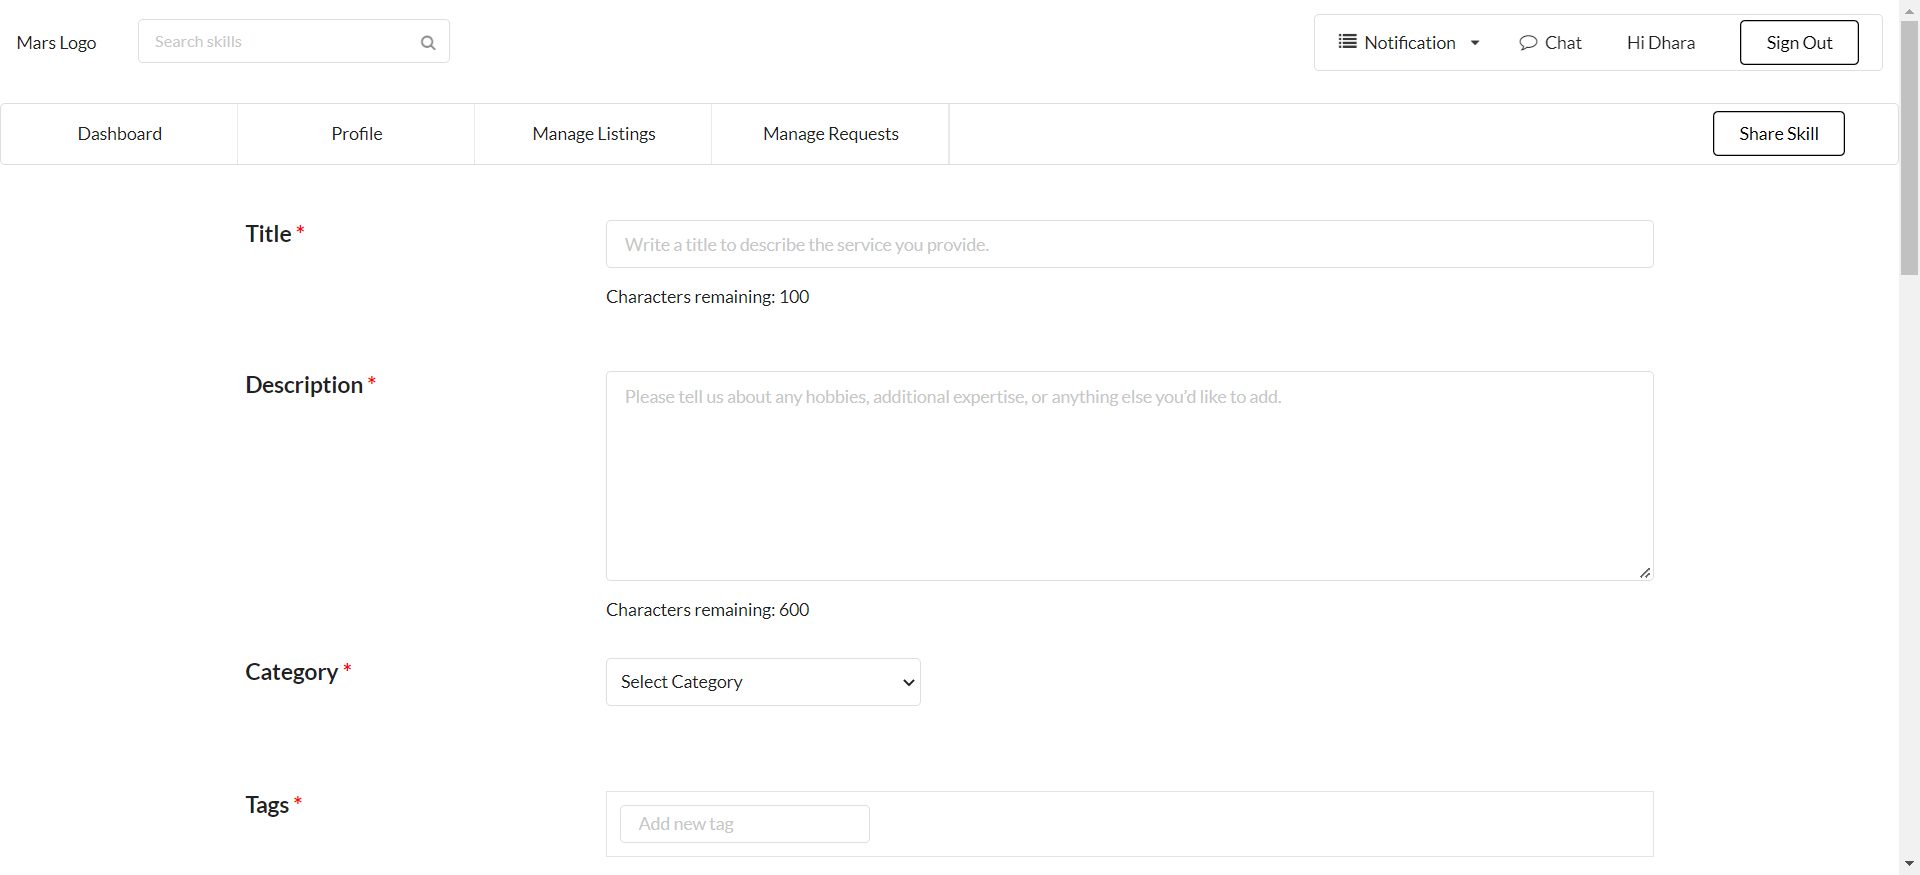 Mars Logo
Search skills
Notification
Chat
Hi Dhara
Sign Out
Dashboard
Profile
Manage Listings
Manage Requests
Share Skill
Title *
Write a title to describe the service you provide.
Characters remaining: 100
Description *
Please tell us about any hobbies, additional expertise, or anything else you'd like to add.
Characters remaining: 600
Category *
Select Category
Tags *
Add new tag